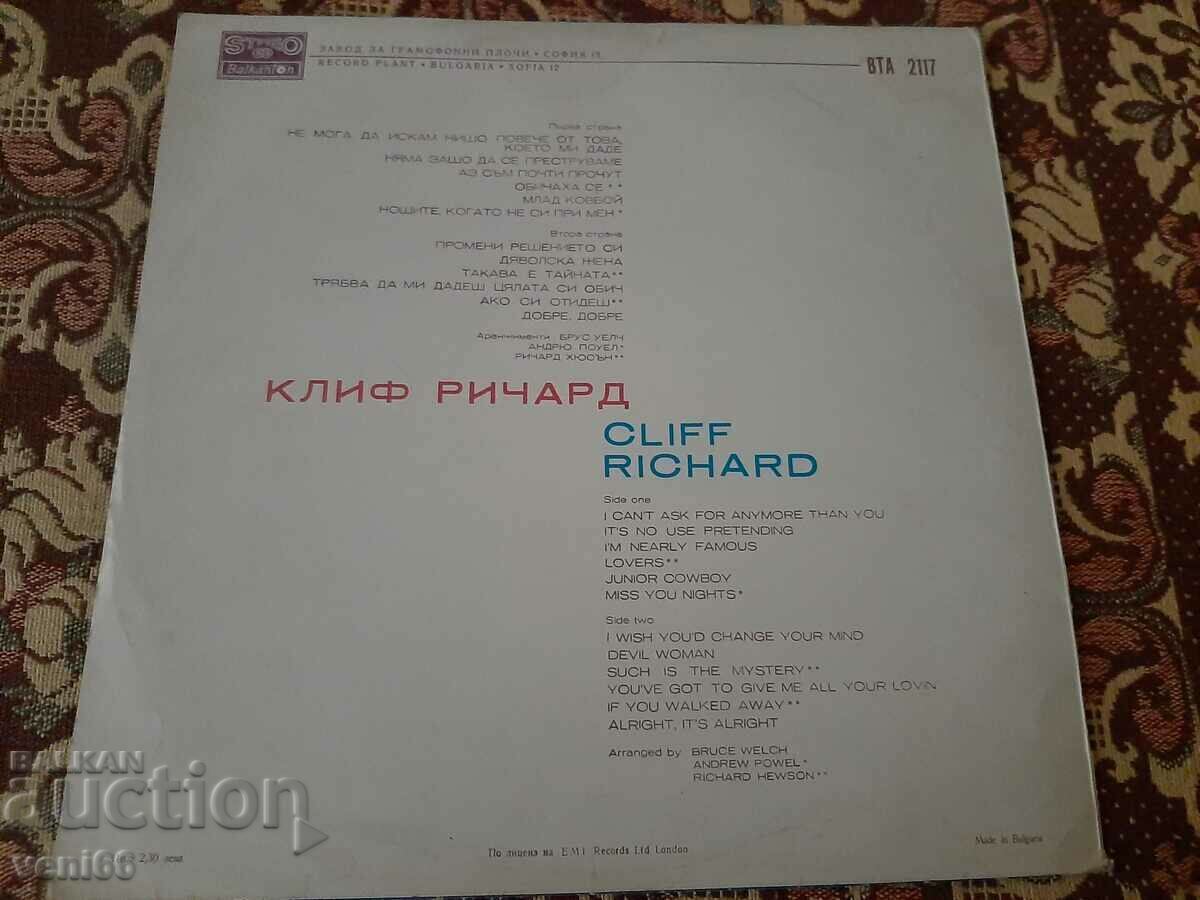 STEREO
Balkanton
ЗАВОД ЗА ГРАМОФОННИ ПЛОЧИ • СОФИЯ 12
RECORD PLANT • BULGARIA • SOFIA 12
ВТА 2117
Първа страна
НЕ МОГА ДА ИСКАМ НИЩО ПОВЕЧЕ ОТ ТОВА,
КОЕТО МИ ДАДЕ
НЯМА ЗАЩО ДА СЕ ПРЕСТРУВАМЕ
АЗ СЪМ ПОЧТИ ПРОЧУТ
ОБИЧАХА СЕ**
МЛАД КОВБОЙ
НОЩИТЕ, КОГАТО НЕ СИ ПРИ МЕН*
Втора страна
ПРОМЕНИ РЕШЕНИЕТО СИ
ДЯВОЛСКА ЖЕНА
ТАКАВА Е ТАЙНАТА**
ТРЯБВА ДА МИ ДАДЕШ ЦЯЛАТА СИ ОБИЧ
АКО СИ ОТИДЕШ**
ДОБРЕ, ДОБРЕ
Аранжименти БРУС УЕЛЧ
АНДРЮ ПОУЕЛ*
РИЧАРД ХЮСЪН**
КЛИФ РИЧАРД
CLIFF
RICHARD
Side one
I CAN'T ASK FOR ANYMORE THAN YOU
IT'S NO USE PRETENDING
I'M NEARLY FAMOUS
LOVERS**
JUNIOR COWBOY
MISS YOU NIGHTS*
Side two
I WISH YOU'D CHANGE YOUR MIND
DEVIL WOMAN
SUCH IS THE MYSTERY**
YOU'VE GOT TO GIVE ME ALL YOUR LOVIN
IF YOU WALKED AWAY**
ALRIGHT, IT'S ALRIGHT
Arranged by BRUCE WELCH
ANDREW POWEL*
RICHARD HEWSON**
BALKAN
auction
veni66
2,30 лева
По лиценз на EMI Records Ltd London
Made in Bulgaria